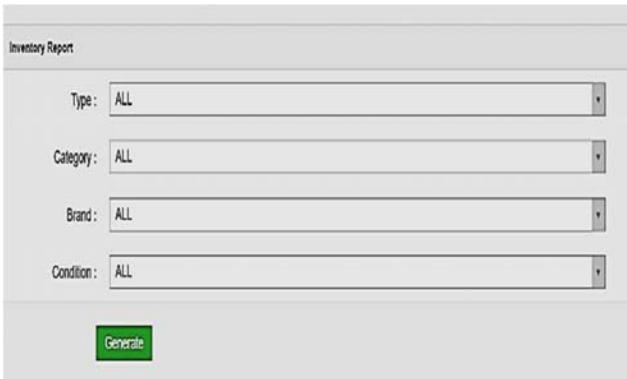 Inventory Report
Type : ALL
Category : ALL
Brand : ALL
Condition : ALL
Generate